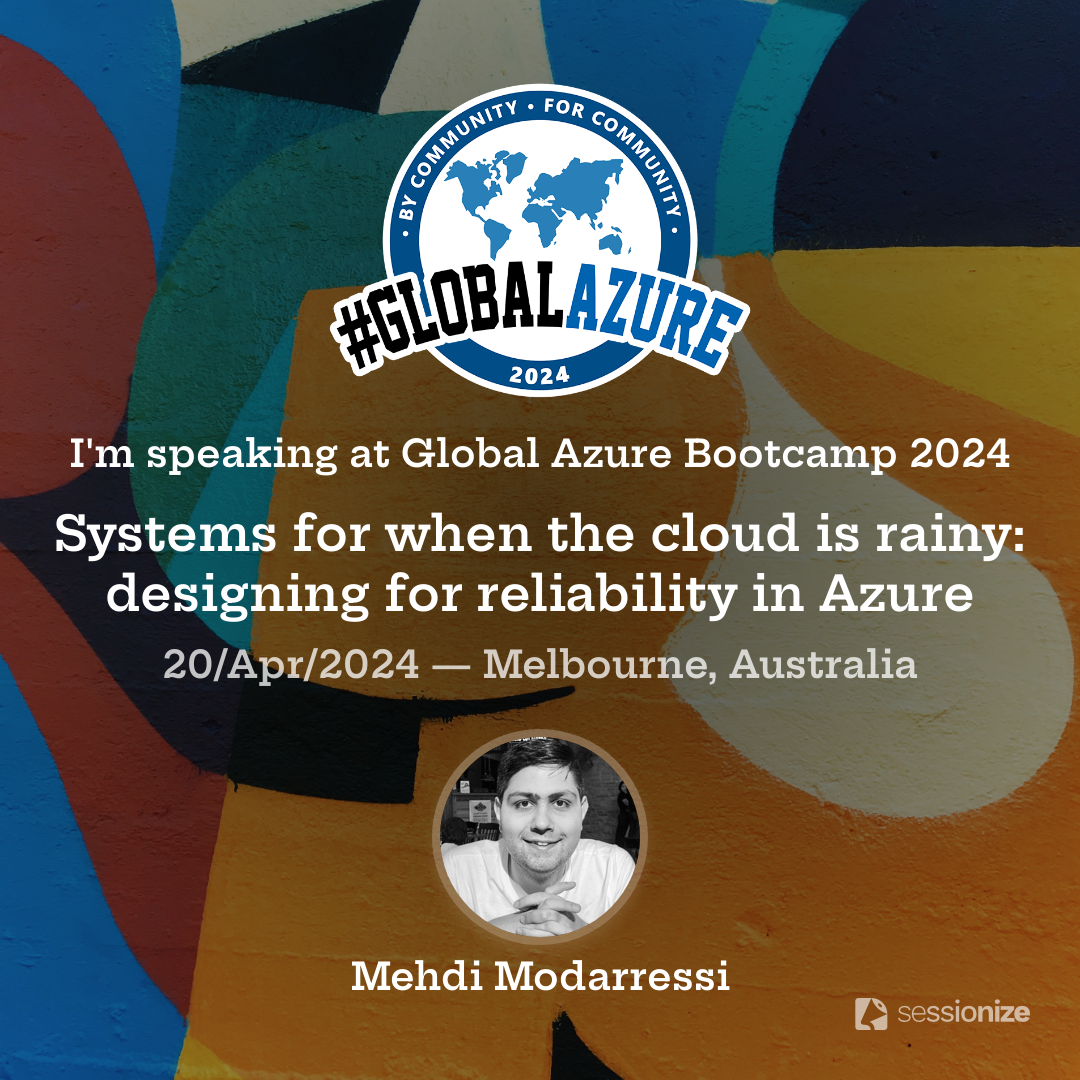 • BY COMMUNITY • FOR COMMUNITY •
#GLOBALAZURE
2024
I'm speaking at Global Azure Bootcamp 2024
Systems for when the cloud is rainy:
designing for reliability in Azure
20/Apr/2024 — Melbourne, Australia
Mehdi Modarressi
sessionize